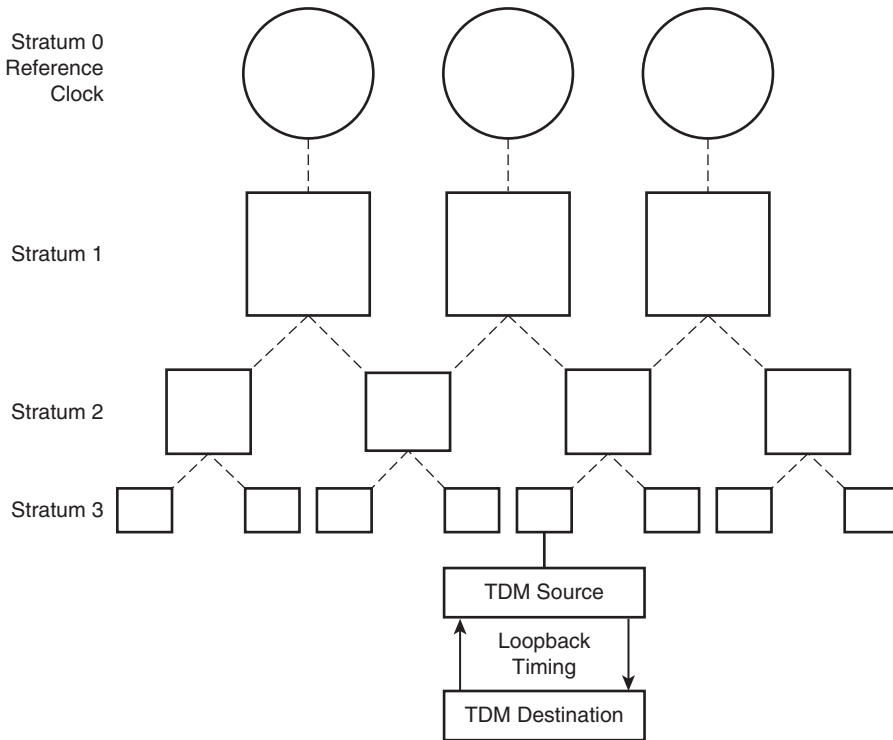 Stratum 0
Reference
Clock
Stratum 1
Stratum 2
Stratum 3
TDM Source
Loopback
Timing
TDM Destination